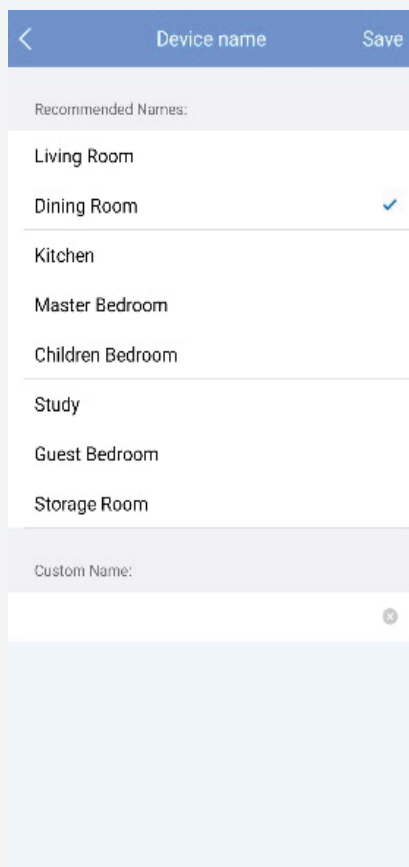 Device name Save
Recommended Names:
Living Room
Dining Room
Kitchen
Master Bedroom
Children Bedroom
Study
Guest Bedroom
Storage Room
Custom Name: